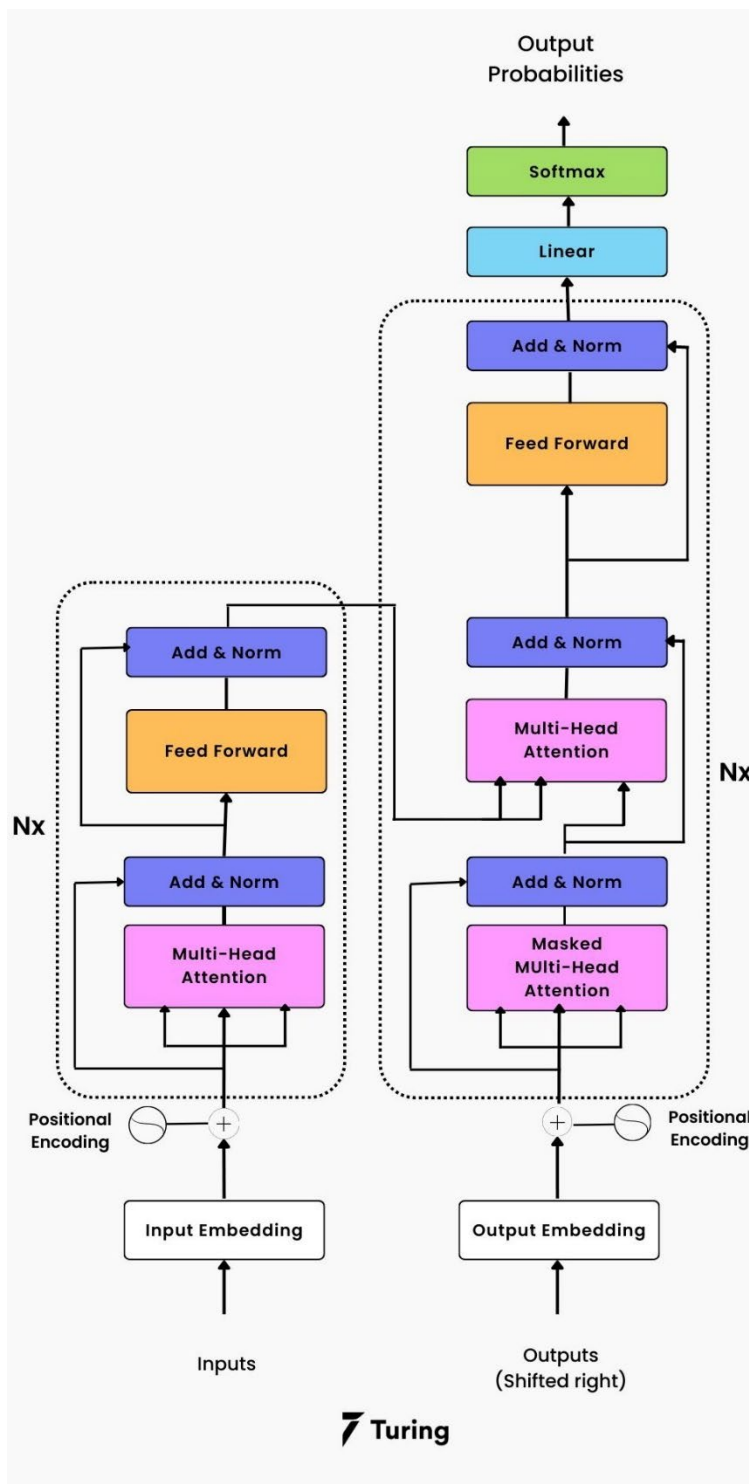 Output
Probabilities
Softmax
Linear
Add & Norm
Feed Forward
Add & Norm
Multi-Head
Attention
Nx
Add & Norm
Masked
MUlti-Head
Attention
Positional
Encoding
+
Output Embedding
Outputs
(Shifted right)
Add & Norm
Feed Forward
Nx
Add & Norm
Multi-Head
Attention
Positional
Encoding
+
Input Embedding
Inputs
Turing